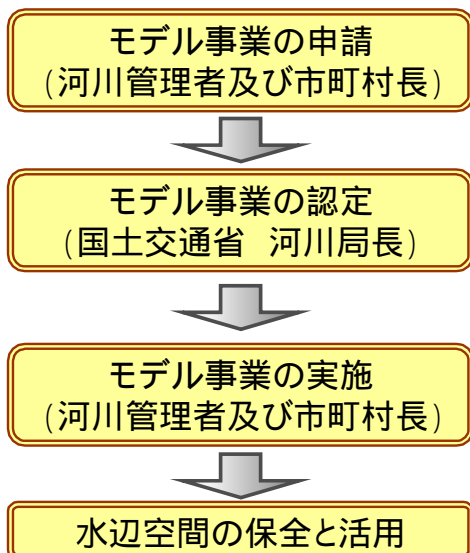 モデル事業の申請
(河川管理者及び市町村長)
モデル事業の認定
(国土交通省　河川局長)
モデル事業の実施
(河川管理者及び市町村長)
水辺空間の保全と活用